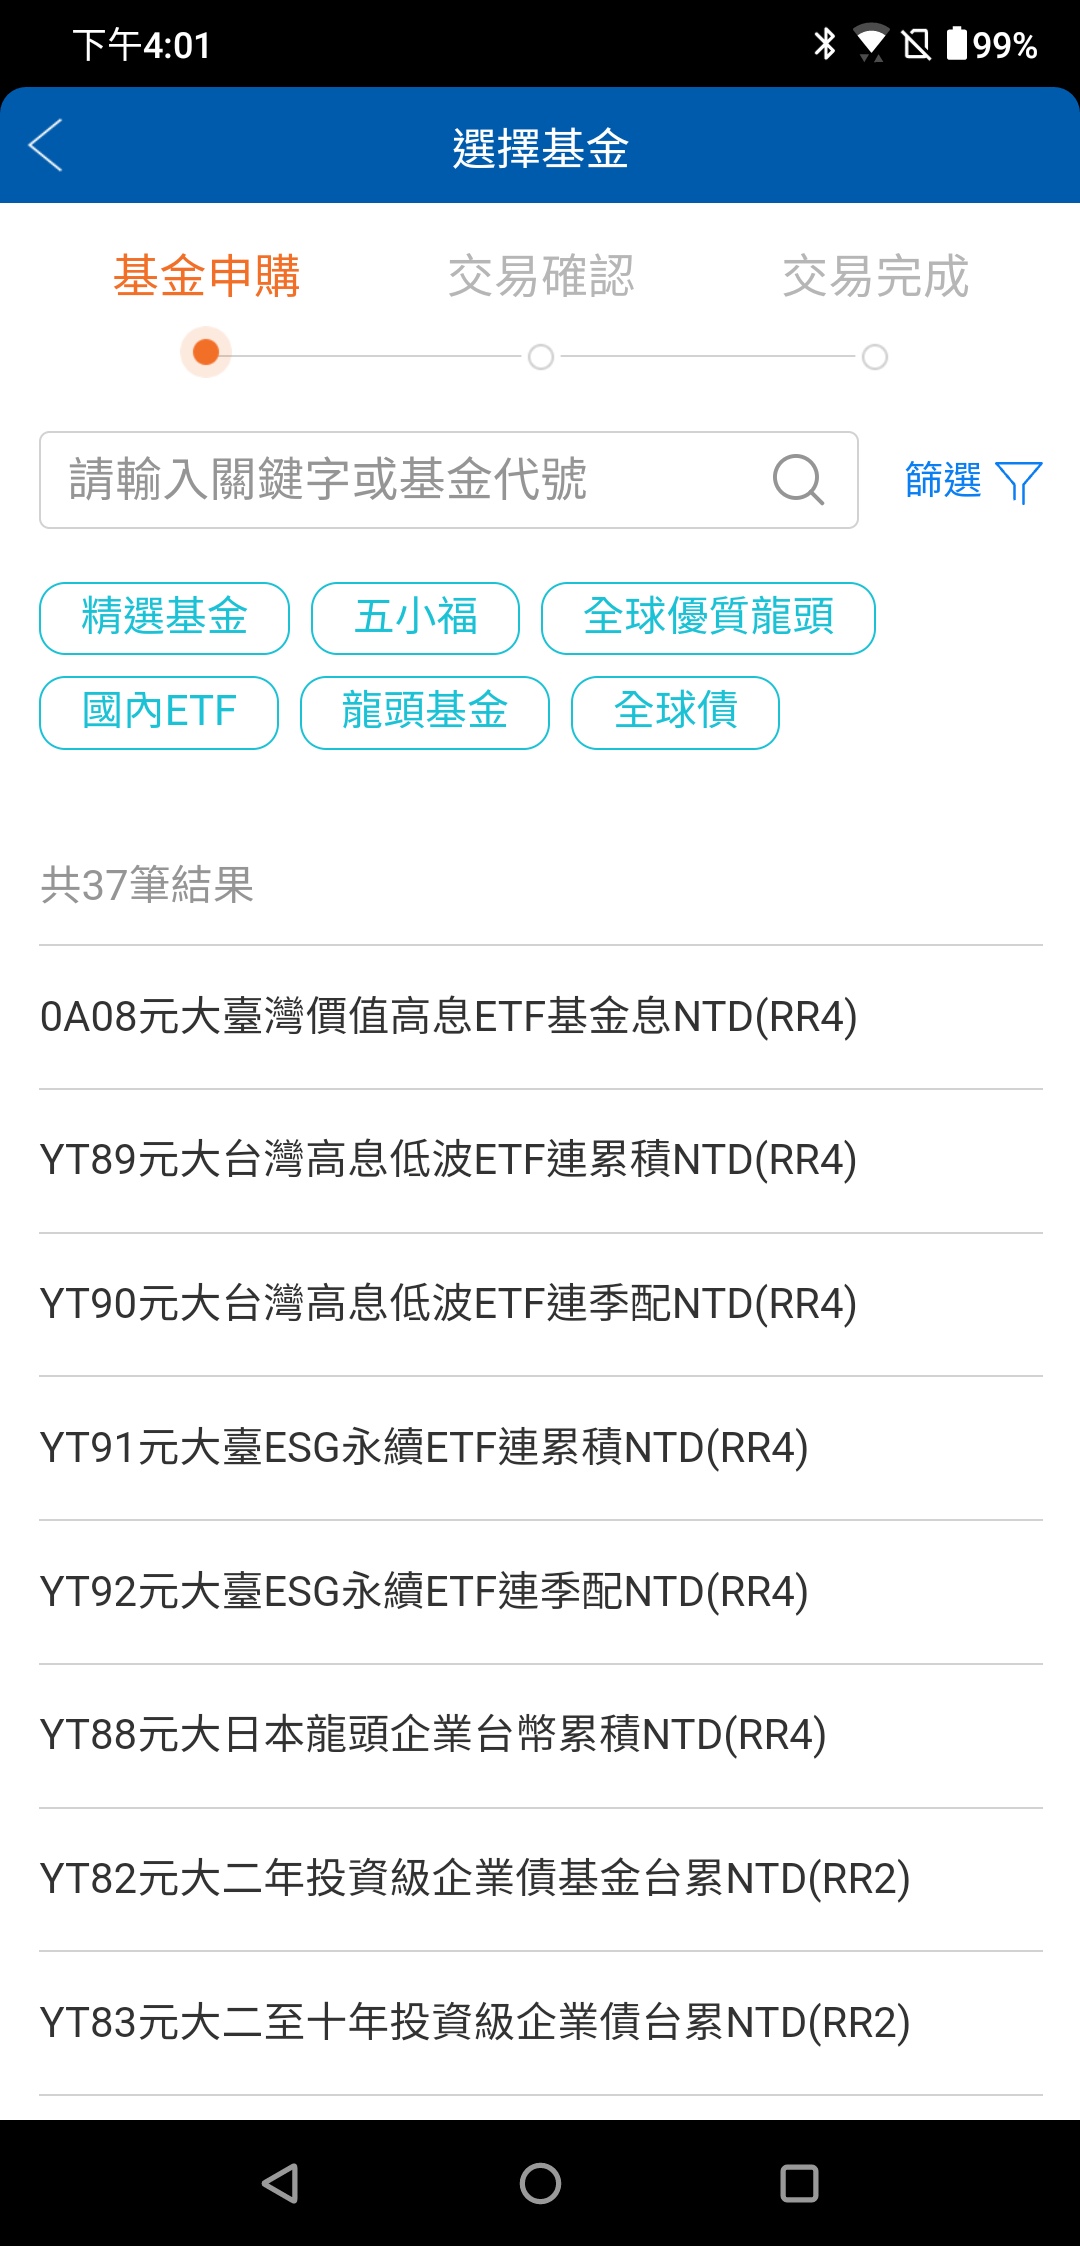 下午4:01
99%
選擇基金
基金申購 交易確認 交易完成
請輸入關鍵字或基金代號
篩選
精選基金 五小福 全球優質龍頭
國內ETF 龍頭基金 全球債
共37筆結果
0A08元大臺灣價值高息ETF基金息NTD(RR4)
YT89元大台灣高息低波ETF連累積NTD(RR4)
YT90元大台灣高息低波ETF連季配NTD(RR4)
YT91元大臺ESG永續ETF連累積NTD(RR4)
YT92元大臺ESG永續ETF連季配NTD(RR4)
YT88元大日本龍頭企業台幣累積NTD(RR4)
YT82元大二年投資級企業債基金台累NTD(RR2)
YT83元大二至十年投資級企業債台累NTD(RR2)